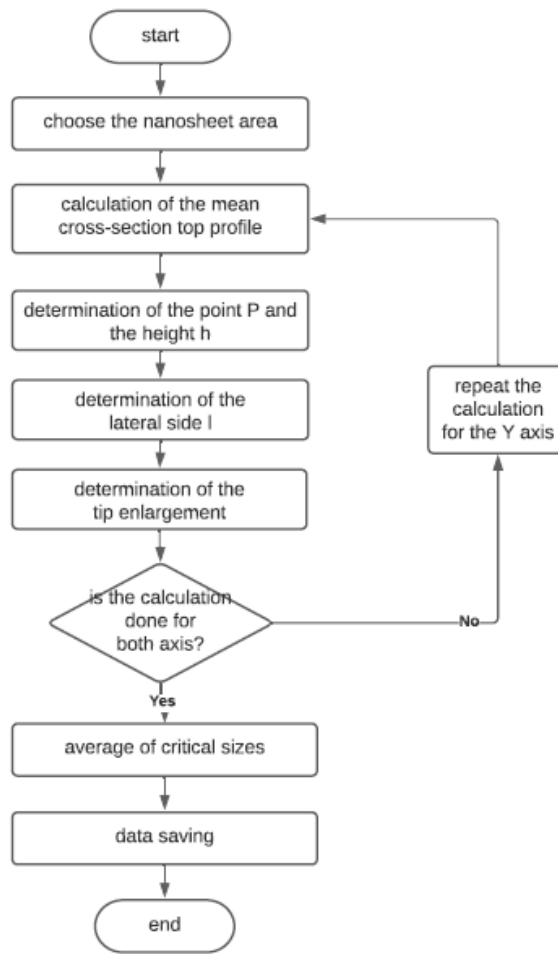 start
choose the nanosheet area
calculation of the mean
cross-section top profile
determination of the point P and
the height h
determination of the
lateral side l
repeat the
calculation
for the Y axis
determination of the
tip enlargement
is the calculation
done for
both axis?
No
Yes
average of critical sizes
data saving
end